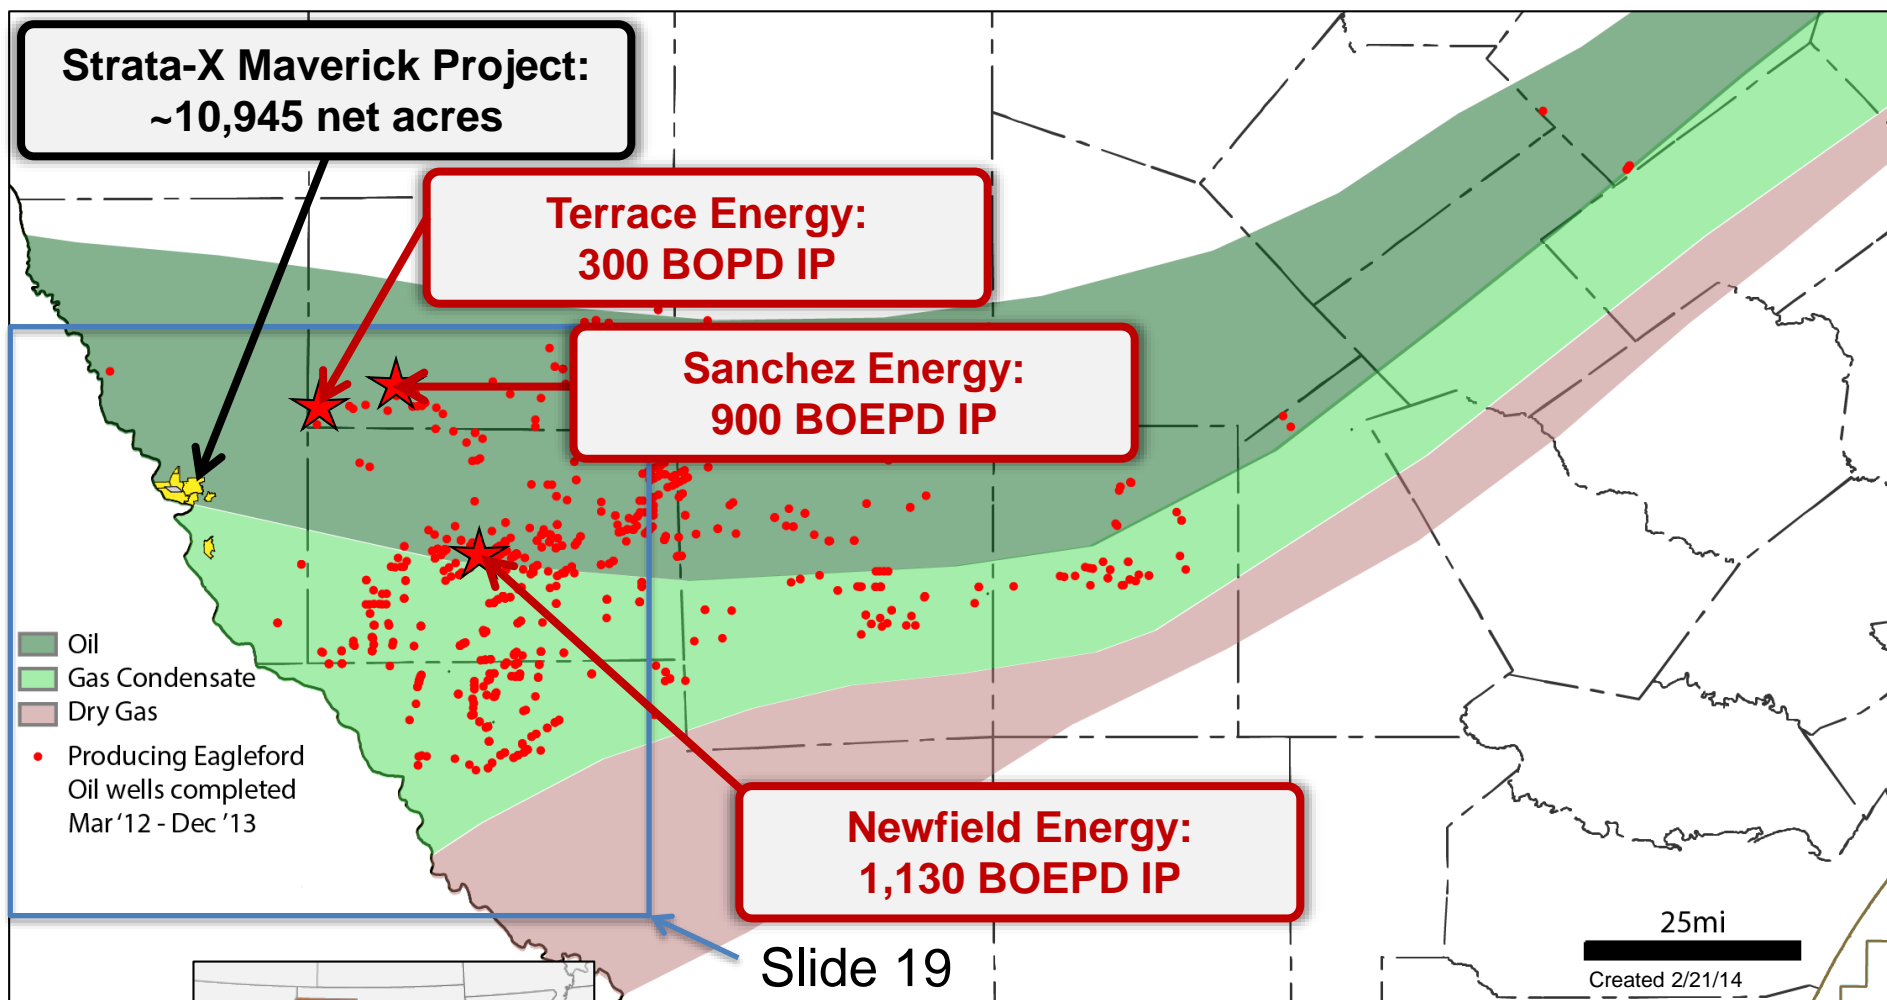 Strata-X Maverick Project:
~10,945 net acres
Terrace Energy:
300 BOPD IP
Sanchez Energy:
900 BOEPD IP
Oil
Gas Condensate
Dry Gas
Producing Eagleford
Oil wells completed
Mar '12 - Dec '13
Newfield Energy:
1,130 BOEPD IP
Slide 19
25mi
Created 2/21/14